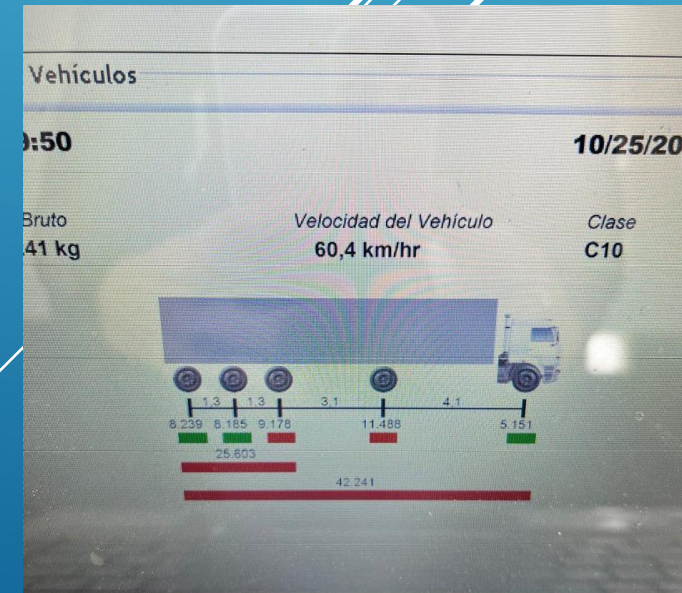 Vehículos
:50 10/25/20
Bruto Velocidad del Vehículo Clase
41 kg 60,4 km/hr C10
1,3 1,3 3,1 4,1
8.239 8.185 9.178 11.488 5.151
25.603
42.241